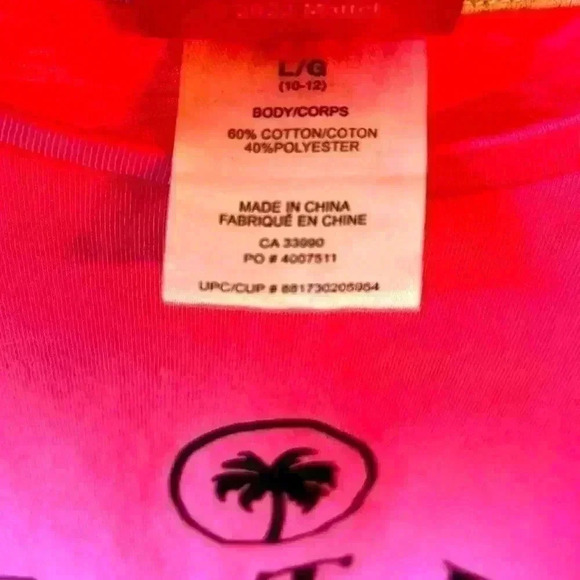 Mattel
L/G
(10-12)
BODY/CORPS
60% COTTON/COTON
40%POLYESTER
MADE IN CHINA
FABRIQUÉ EN CHINE
CA 33990
PO # 4007511
UPC/CUP #